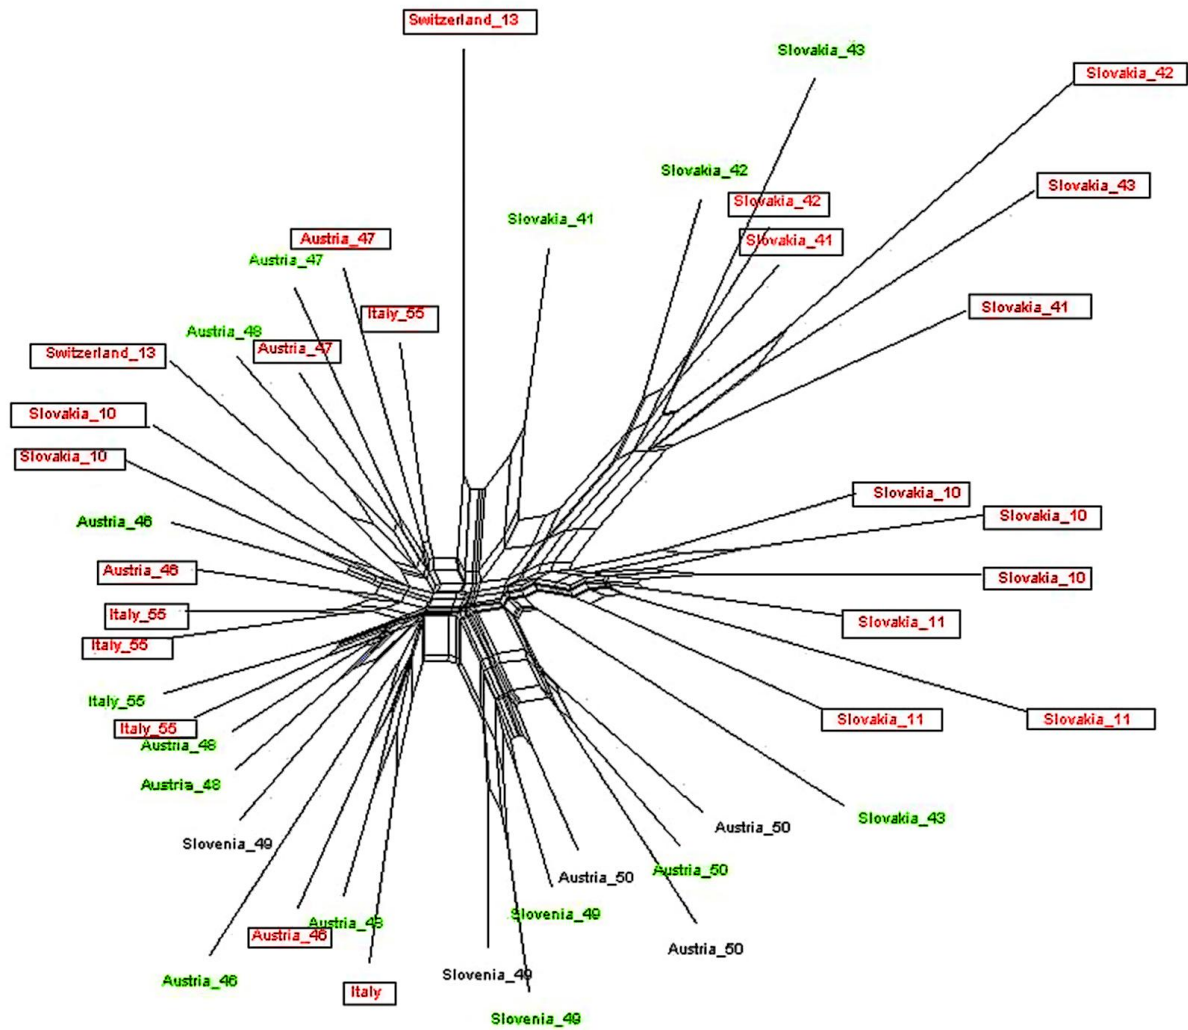 Switzerland_13
Slovakia_43
Slovakia_42
Slovakia_42
Slovakia_43
Slovakia_42
Slovakia_41
Austria_47
Slovakia_41
Austria_47
Slovakia_41
Italy_55
Austria_48
Austria_47
Switzerland_13
Slovakia_10
Slovakia_10
Slovakia_10
Slovakia_10
Austria_46
Austria_46
Slovakia_10
Italy_55
Slovakia_11
Italy_55
Italy_55
Slovakia_11
Slovakia_11
Italy_55
Austria_48
Austria_48
Slovakia_43
Austria_50
Slovenia_49
Austria_50
Austria_50
Slovenia_49
Austria_48
Austria_46
Austria_50
Slovenia_49
Austria_46
Italy
Slovenia_49